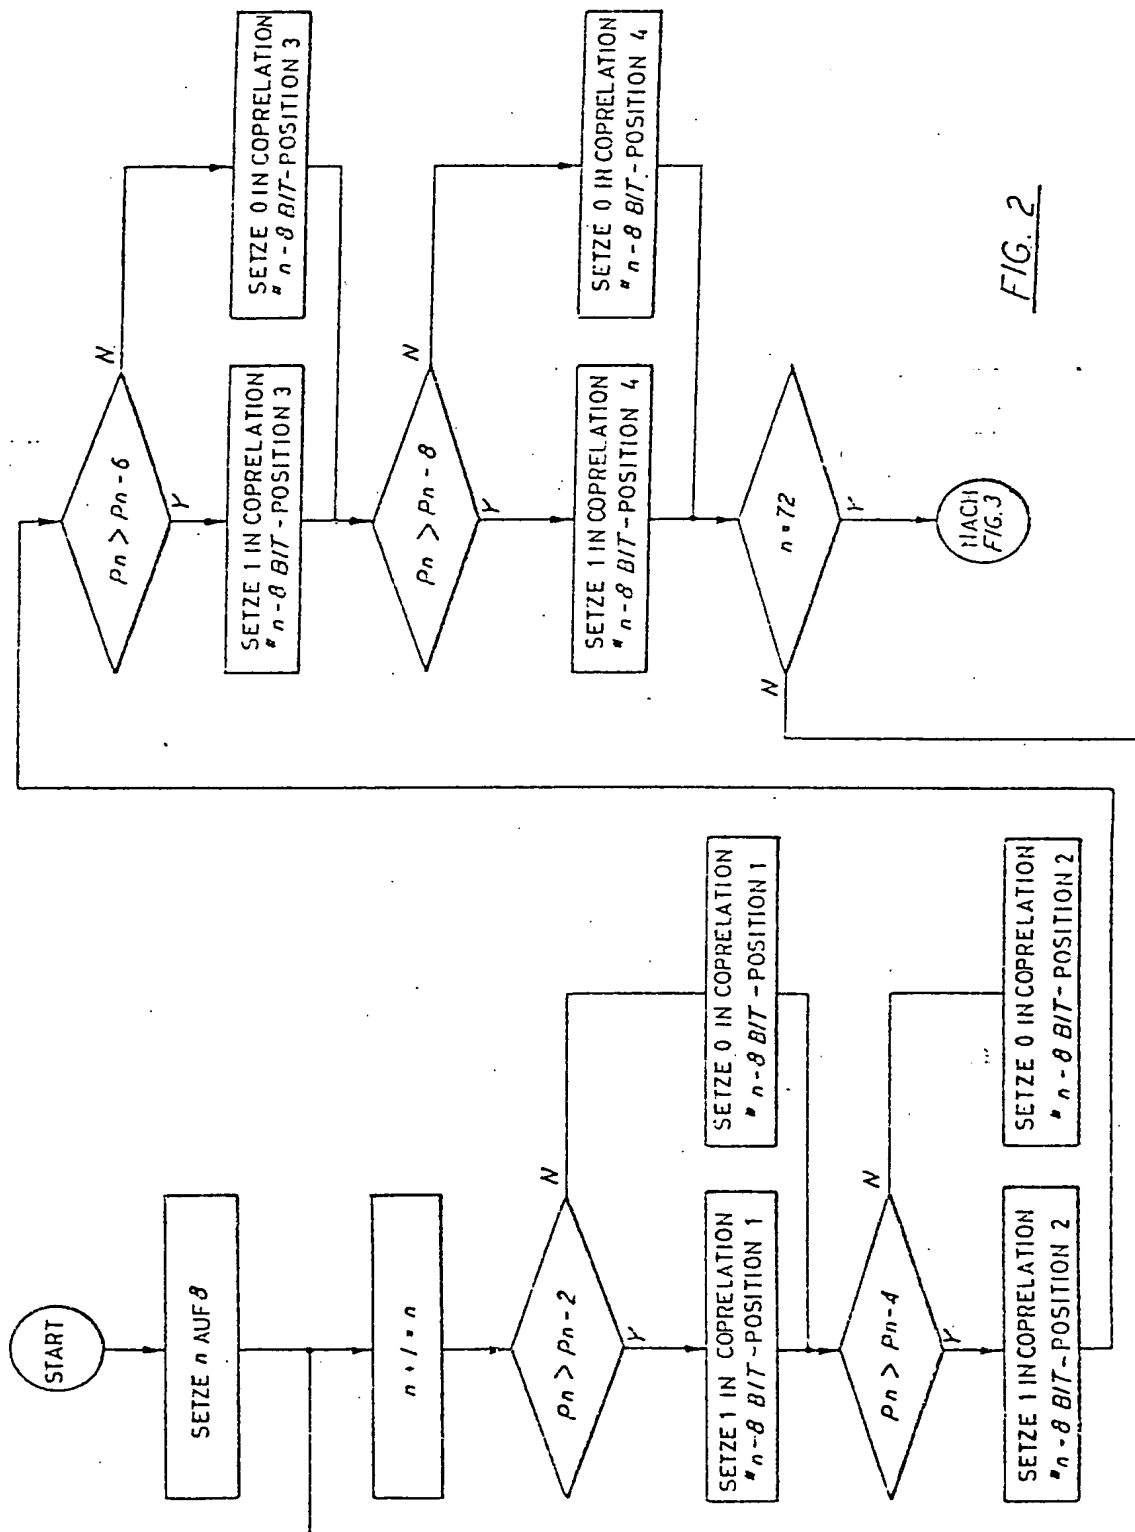 START
SETZE n AUF 8
n + 1 = n
Pn > Pn-2
N
Y
SETZE 1 IN COPRELATION
"n-8 BIT-POSITION 1
SETZE 0 IN COPRELATION
"n-8 BIT-POSITION 1
Pn > Pn-4
N
Y
SETZE 1 IN COPRELATION
"n-8 BIT-POSITION 2
SETZE 0 IN COPRELATION
"n-8 BIT-POSITION 2
Pn > Pn-6
N
Y
SETZE 1 IN COPRELATION
"n-8 BIT-POSITION 3
SETZE 0 IN COPRELATION
"n-8 BIT-POSITION 3
Pn > Pn-8
N
Y
SETZE 1 IN COPRELATION
"n-8 BIT-POSITION 4
SETZE 0 IN COPRELATION
"n-8 BIT-POSITION 4
n=72
N
Y
NACH
FIG.3
FIG. 2